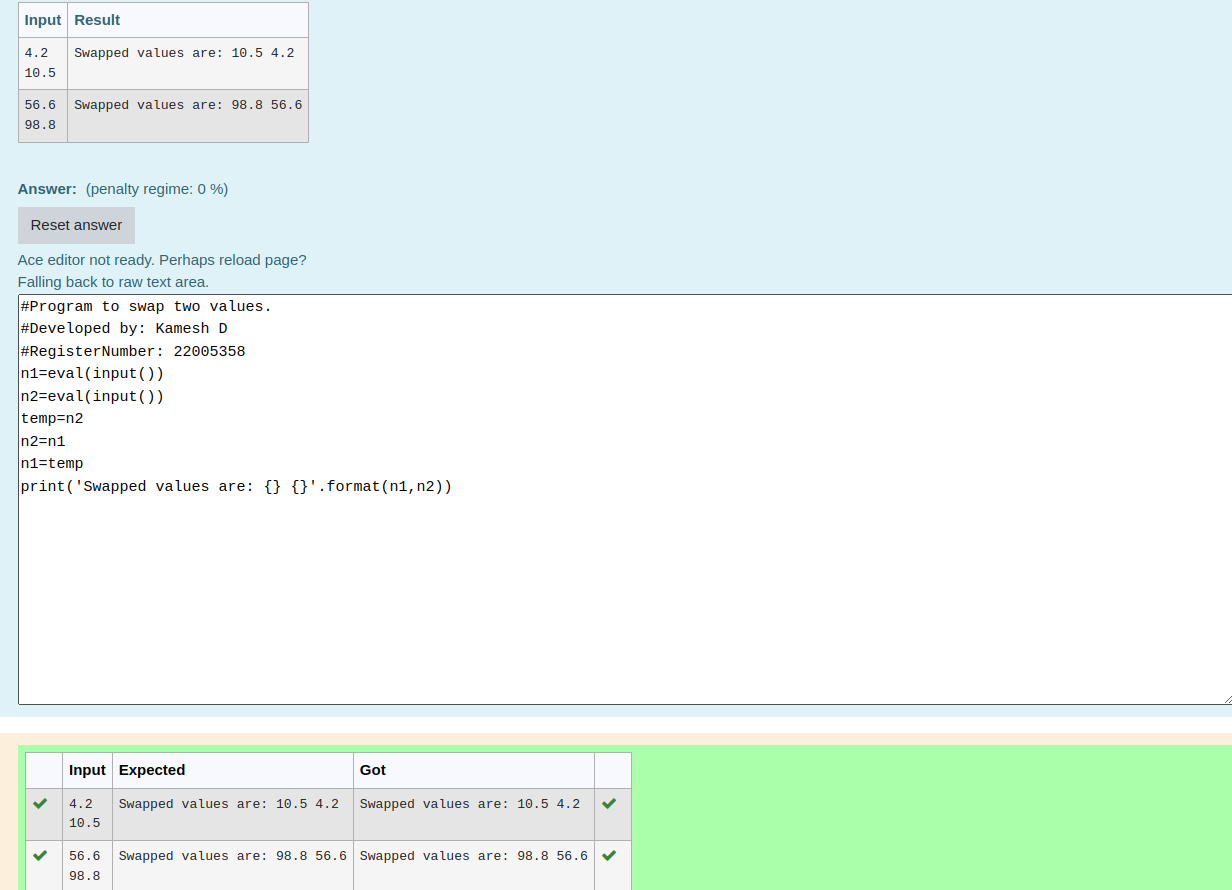 Input Result
4.2 Swapped values are: 10.5 4.2
10.5
56.6 Swapped values are: 98.8 56.6
98.8
Answer: (penalty regime: 0 %)
Reset answer
Ace editor not ready. Perhaps reload page?
Falling back to raw text area.
#Program to swap two values.
#Developed by: Kamesh D
#RegisterNumber: 22005358
n1=eval(input())
n2=eval(input())
temp=n2
n2=n1
n1=temp
print('Swapped values are: {} {}'.format(n1,n2))
Input Expected Got
4.2 Swapped values are: 10.5 4.2 Swapped values are: 10.5 4.2
10.5
56.6 Swapped values are: 98.8 56.6 Swapped values are: 98.8 56.6
98.8